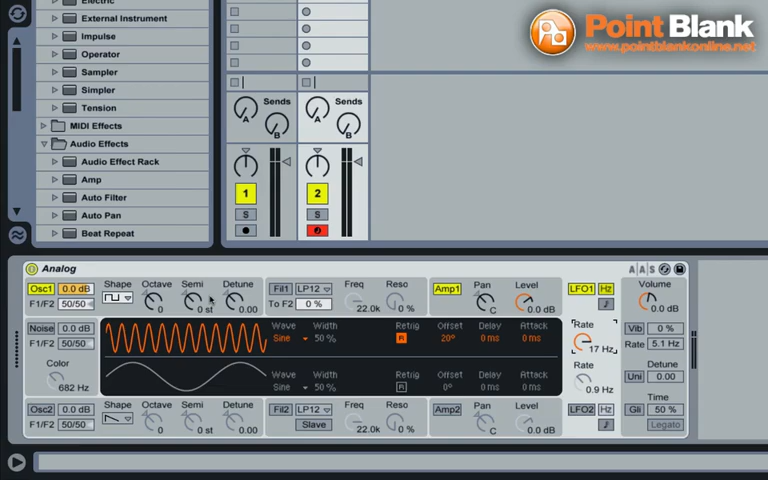 Electric
External Instrument
Impulse
Operator
Sampler
Simpler
Tension
MIDI Effects
Audio Effects
Audio Effect Rack
Amp
Auto Filter
Auto Pan
Beat Repeat
Point Blank
www.pointblankonline.net
Sends Sends
A B A B
1 2
S S
Analog
A A S
Osc1 0.0 dB Shape Octave Semi Detune Fil1 LP12 Freq Reso Amp1 Pan Level LFO1 Hz Volume
F1/F2 50/50 0 0 st 0.00 To F2 0 % 22.0k 0 % C 0.0 dB 0.0 dB
Noise 0.0 dB Wave Width Retrig Offset Delay Attack Rate Vib 0 %
F1/F2 50/50 Sine 50 % R 20° 0 ms 0 ms 17 Hz Rate 5.1 Hz
Color Rate Detune
682 Hz Wave Width Retrig Offset Delay Attack 0.9 Hz Uni 0.00
Sine 50 % R 0° 0 ms 0 ms Time
Osc2 0.0 dB Shape Octave Semi Detune Fil2 LP12 Freq Reso Amp2 Pan Level LFO2 Hz Gli 50 %
F1/F2 50/50 0 0 st 0.00 Slave 22.0k 0 % C 0.0 dB Legato